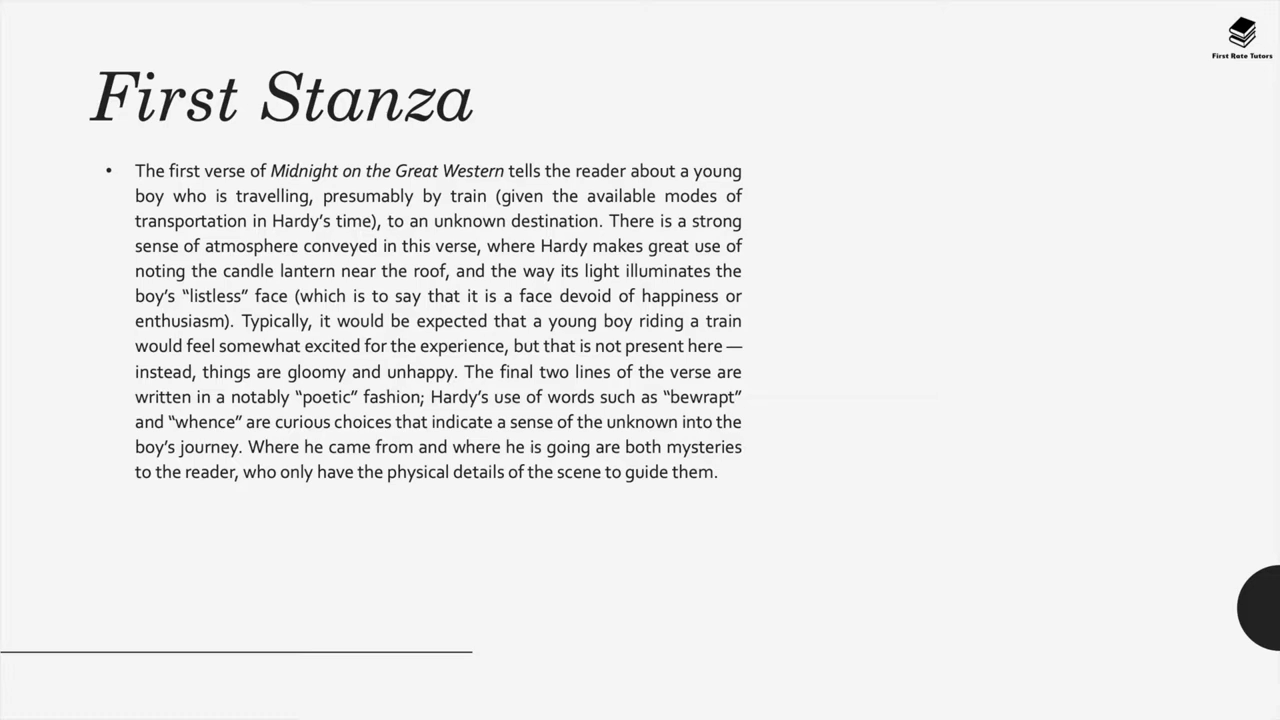 First Rate Tutors
First Stanza
• The first verse of Midnight on the Great Western tells the reader about a young
boy who is travelling, presumably by train (given the available modes of
transportation in Hardy’s time), to an unknown destination. There is a strong
sense of atmosphere conveyed in this verse, where Hardy makes great use of
noting the candle lantern near the roof, and the way its light illuminates the
boy’s “listless” face (which is to say that it is a face devoid of happiness or
enthusiasm). Typically, it would be expected that a young boy riding a train
would feel somewhat excited for the experience, but that is not present here —
instead, things are gloomy and unhappy. The final two lines of the verse are
written in a notably “poetic” fashion; Hardy’s use of words such as “bewrapt”
and “whence” are curious choices that indicate a sense of the unknown into the
boy’s journey. Where he came from and where he is going are both mysteries
to the reader, who only have the physical details of the scene to guide them.